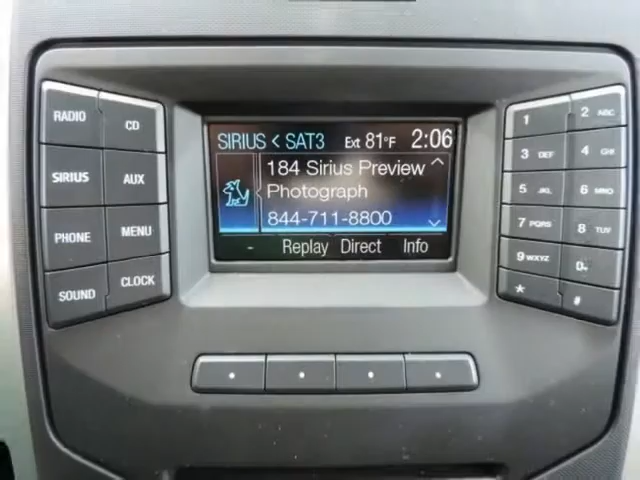 RADIO
CD
SIRIUS
AUX
PHONE
MENU
SOUND
CLOCK
SIRIUS < SAT3 Ext 81°F 2:06
184 Sirius Preview
Photograph
844-711-8800
- Replay Direct Info
1
2 ABC
3 DEF
4 GHI
5 JKL
6 MNO
7 PQRS
8 TUV
9 WXYZ
0
*
#